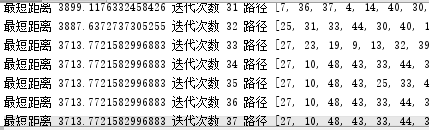 最短距离 3899.1176332458426 迭代次数 31 路径 [7, 36, 37, 4, 14, 40, 30,
最短距离 3887.6372737305255 迭代次数 32 路径 [25, 31, 33, 44, 30, 40, 1
最短距离 3713.7721582996883 迭代次数 33 路径 [27, 23, 19, 9, 13, 32, 39
最短距离 3713.7721582996883 迭代次数 34 路径 [27, 10, 48, 43, 33, 44, 3
最短距离 3713.7721582996883 迭代次数 35 路径 [27, 10, 48, 43, 25, 33, 4
最短距离 3713.7721582996883 迭代次数 36 路径 [27, 10, 48, 43, 33, 44, 3
最短距离 3713.7721582996883 迭代次数 37 路径 [27, 10, 48, 43, 33, 44, 3